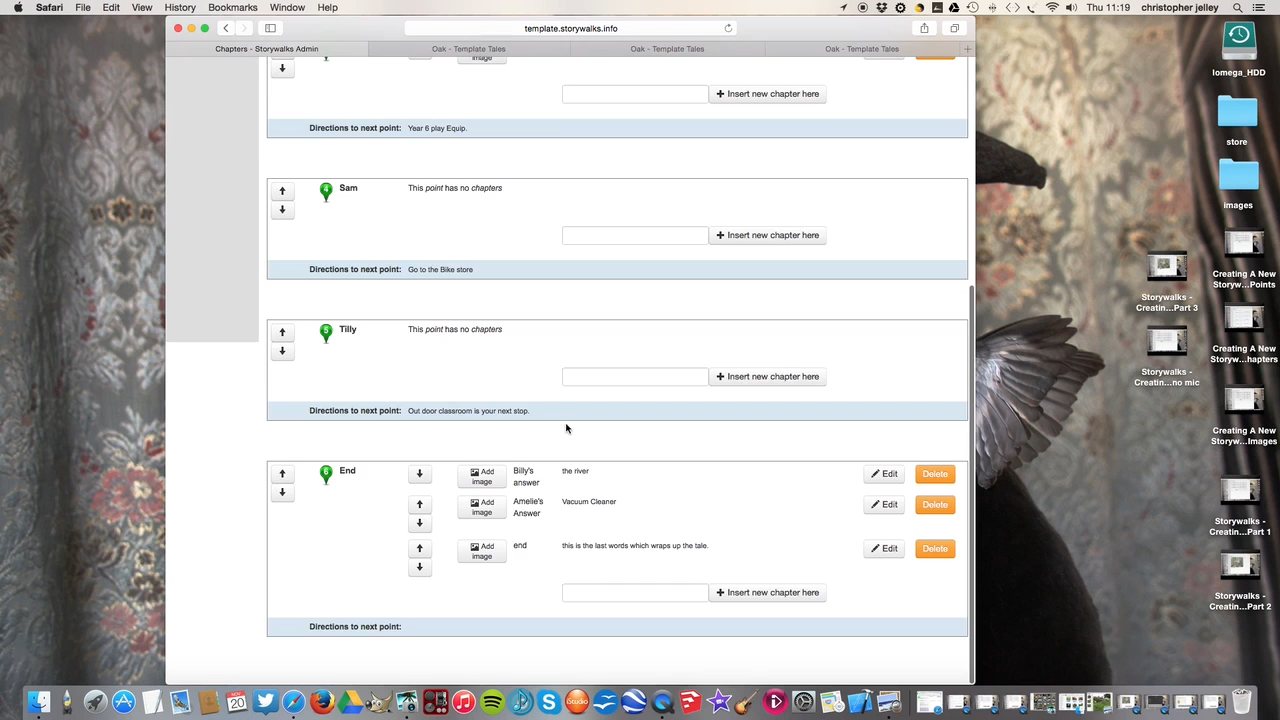 Safari File Edit View History Bookmarks Window Help Thu 11:19 christopher jelley
template.storywalks.info
Chapters - Storywalks Admin Oak - Template Tales Oak - Template Tales Oak - Template Tales
image
Insert new chapter here
Directions to next point: Year 6 play Equip.
4 Sam This point has no chapters
Insert new chapter here
Directions to next point: Go to the Bike store
5 Tilly This point has no chapters
Insert new chapter here
Directions to next point: Out door classroom is your next stop.
6 End Add image Billy's answer the river Edit Delete
Add image Amelie's Answer Vacuum Cleaner Edit Delete
Add image end this is the last words which wraps up the tale. Edit Delete
Insert new chapter here
Directions to next point:
Iomega_HDD
store
images
Creating A New
Storyw...Points
Storywalks -
Creatin...Part 3
Creating A New
Storyw...hapters
Storywalks -
Creatin...no mic
Creating A New
Storyw...Images
Storywalks -
Creatin...Part 1
Storywalks -
Creatin...Part 2
NOV
20
iStudio